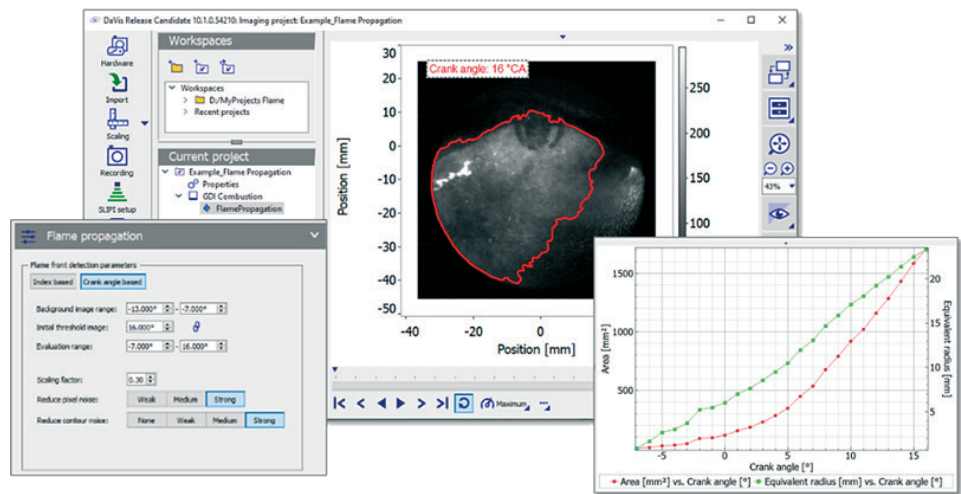 DaVis Release Candidate 10.1.0.54210: Imaging project: Example_Flame Propagation
Hardware
Import
Scaling
Recording
SLIPI setup
Workspaces
Workspaces
D:/MyProjects Flame
Recent projects
Current project
Example_Flame Propagation
Properties
GDI Combustion
FlamePropagation
Crank angle: 16 °CA
Position [mm]
30
20
10
0
-10
-20
-30
-40
-50
-40
-20
0
Position [mm]
250
200
150
100
43%
Maximum
Flame propagation
Flame front detection parameters
Index based
Crank angle based
Background image range:
-13.000° - -7.000°
Initial threshold image:
16.000°
Evaluation range:
-7.000° - 16.000°
Scaling factor:
0.30
Reduce pixel noise:
Weak
Medium
Strong
Reduce contour noise:
None
Weak
Medium
Strong
Area [mm²]
1500
1000
500
Equivalent radius [mm]
20
15
10
5
-5
0
5
10
15
Crank angle [°]
Area [mm²] vs. Crank angle [°]
Equivalent radius [mm] vs. Crank angle [°]